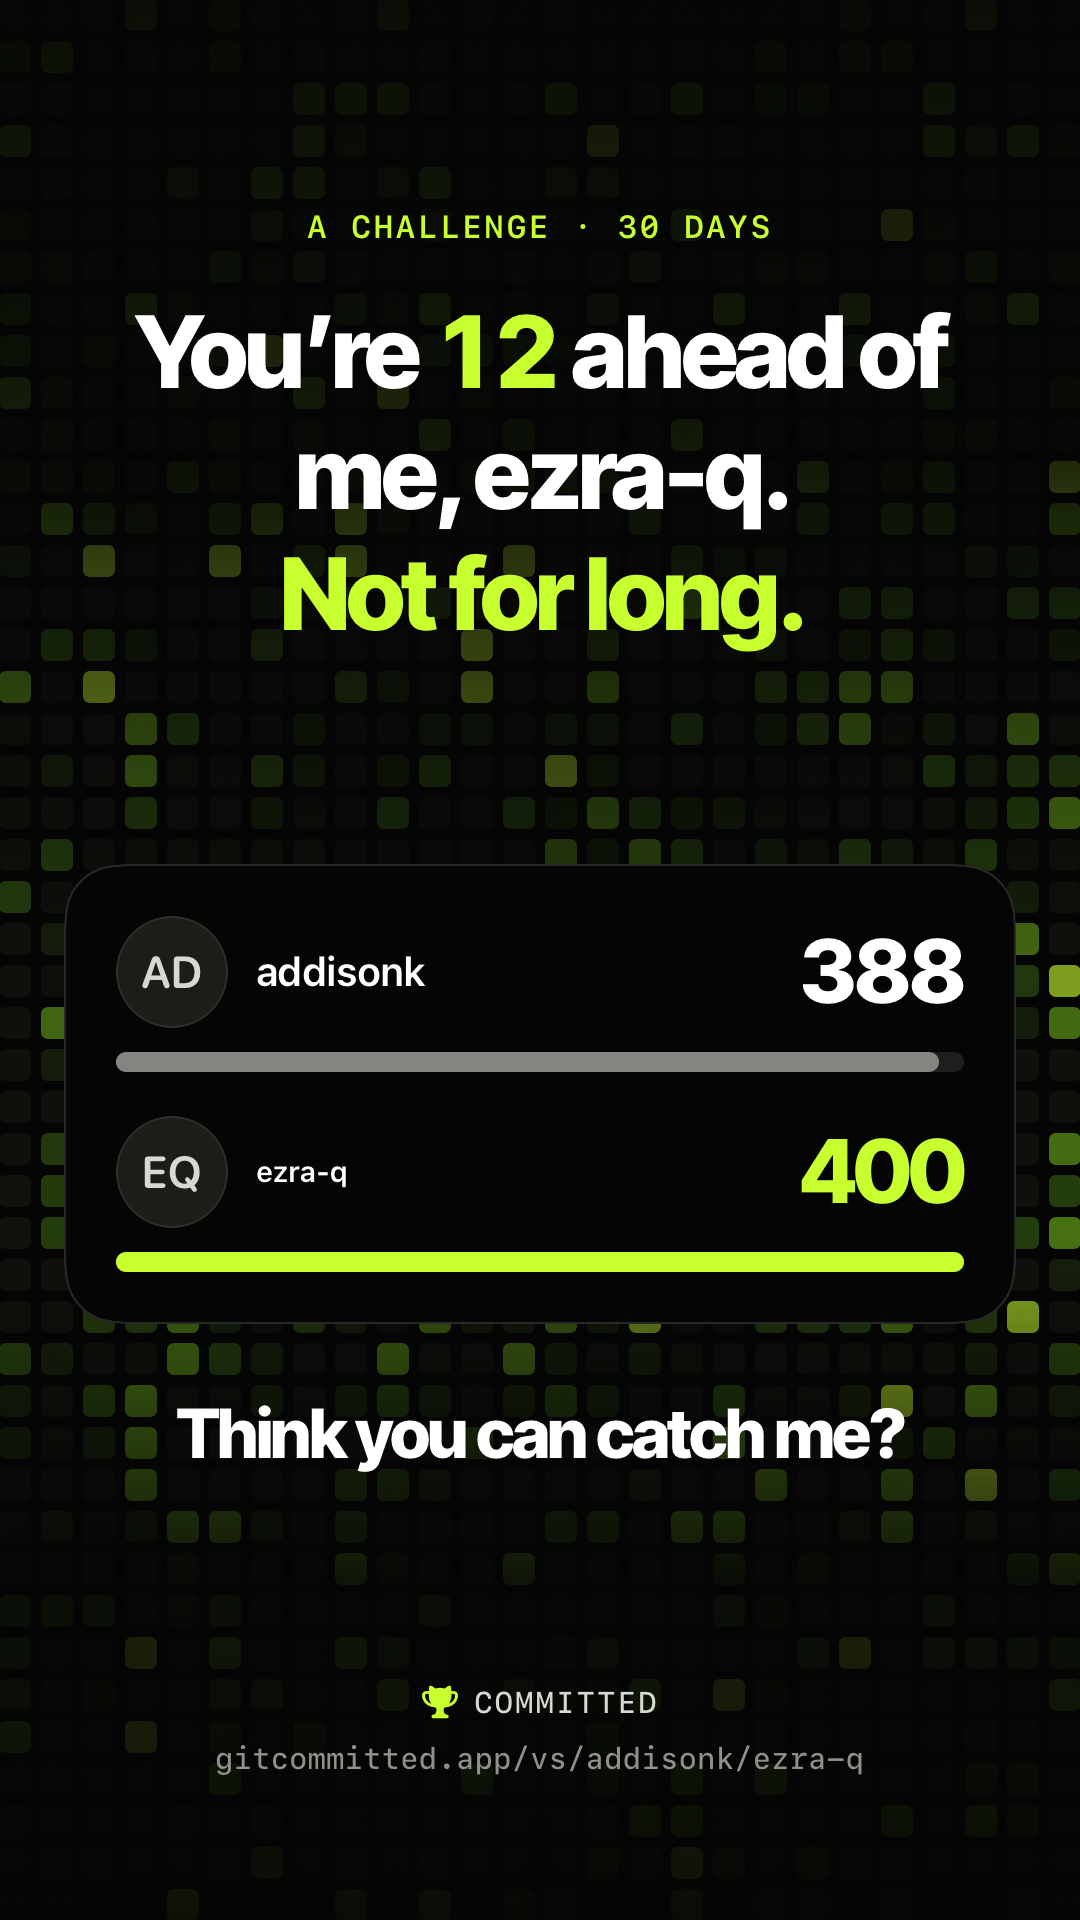 A CHALLENGE · 30 DAYS
You’re 12 ahead of
me, ezra-q.
Not for long.
AD addisonk 388
EQ ezra-q 400
Think you can catch me?
COMMITTED
gitcommitted.app/vs/addisonk/ezra-q